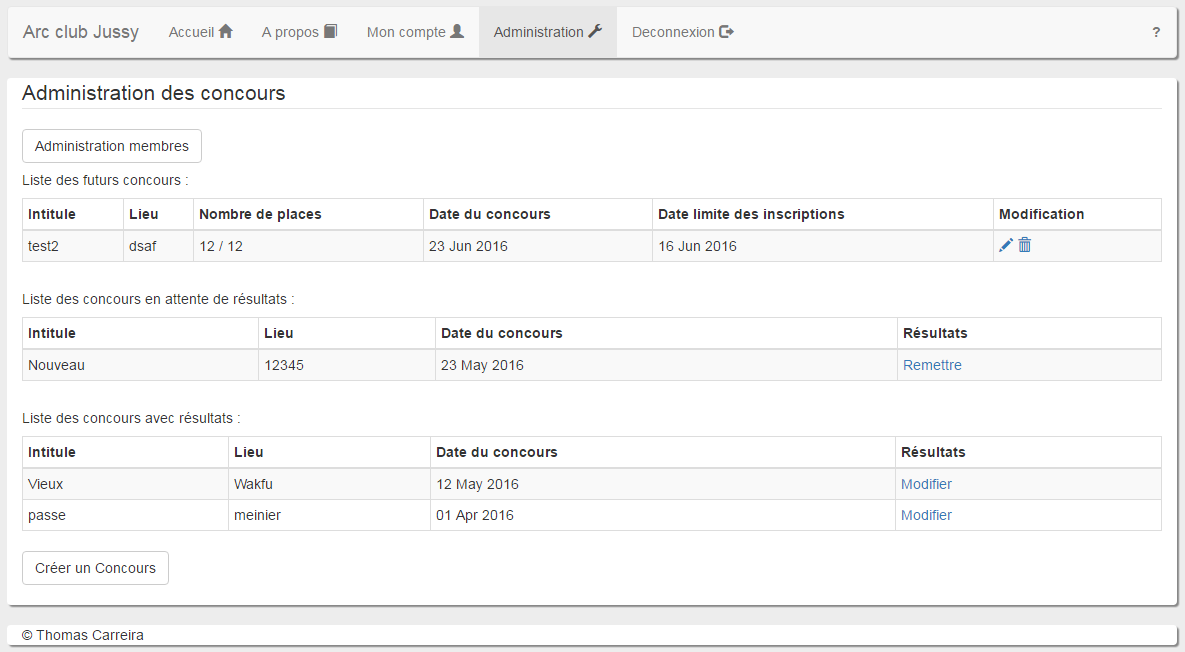 Arc club Jussy Accueil A propos Mon compte Administration Deconnexion ?
Administration des concours
Administration membres
Liste des futurs concours :
Intitule Lieu Nombre de places Date du concours Date limite des inscriptions Modification
test2 dsaf 12 / 12 23 Jun 2016 16 Jun 2016
Liste des concours en attente de résultats :
Intitule Lieu Date du concours Résultats
Nouveau 12345 23 May 2016 Remettre
Liste des concours avec résultats :
Intitule Lieu Date du concours Résultats
Vieux Wakfu 12 May 2016 Modifier
passe meinier 01 Apr 2016 Modifier
Créer un Concours
© Thomas Carreira